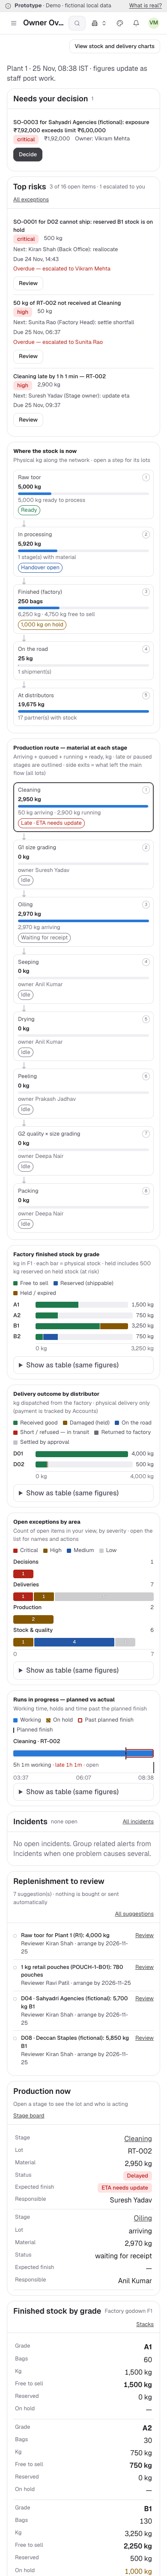 Prototype · Demo · fictional local data What is real?
Owner Ov... VM
View stock and delivery charts
Plant 1 · 25 Nov, 08:38 IST · figures update as
staff post work.
Needs your decision 1
SO-0003 for Sahyadri Agencies (fictional): exposure
₹7,92,000 exceeds limit ₹6,00,000
critical ₹1,92,000 Owner: Vikram Mehta
Decide
Top risks 3 of 16 open items · 1 escalated to you
All exceptions
SO-0001 for D02 cannot ship: reserved B1 stock is on
hold
critical 500 kg
Next: Kiran Shah (Back Office): reallocate
Due 24 Nov, 14:43
Overdue — escalated to Vikram Mehta
Review
50 kg of RT-002 not received at Cleaning
high 50 kg
Next: Sunita Rao (Factory Head): settle shortfall
Due 25 Nov, 06:37
Overdue — escalated to Sunita Rao
Review
Cleaning late by 1 h 1 min — RT-002
high 2,900 kg
Next: Suresh Yadav (Stage owner): update eta
Due 25 Nov, 09:37
Review
Where the stock is now
Physical kg along the network · open a step for its lots
Raw toor 1
5,000 kg
5,000 kg ready to process
Ready
In processing 2
5,920 kg
1 stage(s) with material
Handover open
Finished (factory) 3
250 bags
6,250 kg · 4,750 kg free to sell
1,000 kg on hold
On the road 4
25 kg
1 shipment(s)
At distributors 5
19,675 kg
17 partner(s) with stock
Production route — material at each stage
Arriving = queued + running + ready, kg · late or paused
stages are outlined · side exits = what left the main
flow (all lots)
Cleaning 1
2,950 kg
50 kg arriving · 2,900 kg running
Late · ETA needs update
G1 size grading 2
0 kg
owner Suresh Yadav
Idle
Oiling 3
2,970 kg
2,970 kg arriving
Waiting for receipt
Seeping 4
0 kg
owner Anil Kumar
Idle
Drying 5
0 kg
owner Anil Kumar
Idle
Peeling 6
0 kg
owner Prakash Jadhav
Idle
G2 quality + size grading 7
0 kg
owner Deepa Nair
Idle
Packing 8
0 kg
owner Deepa Nair
Idle
Factory finished stock by grade
kg in F1 · each bar = physical stock · held includes 500
kg reserved on held stock (at risk)
Free to sell Reserved (shippable)
Held / expired
A1 1,500 kg
A2 750 kg
B1 3,250 kg
B2 750 kg
0 kg 3,250 kg
Show as table (same figures)
Delivery outcome by distributor
kg dispatched from the factory · physical delivery only
(payment is tracked by Accounts)
Received good Damaged (held) On the road
Short / refused — in transit Returned to factory
Settled by approval
D01 4,000 kg
D02 500 kg
0 kg 4,000 kg
Show as table (same figures)
Open exceptions by area
Count of open items in your view, by severity · open the
list for names and actions
Critical High Medium Low
Decisions 1
1
Deliveries 7
1 1
Production 2
2
Stock & quality 6
1 4
0 7
Show as table (same figures)
Runs in progress — planned vs actual
Working time, holds and time past the planned finish
Working On hold Past planned finish
Planned finish
Cleaning · RT-002
5h 1m working · late 1h 1m · open
03:37 06:07 08:38
Show as table (same figures)
Incidents none open All incidents
No open incidents. Group related alerts from
Incidents when one problem causes several.
Replenishment to review
7 suggestion(s) · nothing is bought or sent
automatically
All suggestions
Raw toor for Plant 1 (R1): 4,000 kg Review
Reviewer Kiran Shah · arrange by 2026-11-
25
1 kg retail pouches (POUCH-1-B01): 780 Review
pouches
Reviewer Ravi Patil · arrange by 2026-11-25
D04 · Sahyadri Agencies (fictional): 5,700 Review
kg B1
Reviewer Kiran Shah · arrange by 2026-11-
25
D08 · Deccan Staples (fictional): 5,850 kg Review
B1
Reviewer Kiran Shah · arrange by 2026-11-
25
Production now
Open a stage to see the lot and who is acting
Stage board
Stage Cleaning
Lot RT-002
Material 2,950 kg
Status Delayed
Expected finish ETA needs update
Responsible Suresh Yadav
Stage Oiling
Lot arriving
Material 2,970 kg
Status waiting for receipt
Expected finish —
Responsible Anil Kumar
Finished stock by grade Factory godown F1
Stacks
Grade A1
Bags 60
Kg 1,500 kg
Free to sell 1,500 kg
Reserved 0 kg
On hold —
Grade A2
Bags 30
Kg 750 kg
Free to sell 750 kg
Reserved 0 kg
On hold —
Grade B1
Bags 130
Kg 3,250 kg
Free to sell 2,250 kg
Reserved 500 kg
On hold 1,000 kg